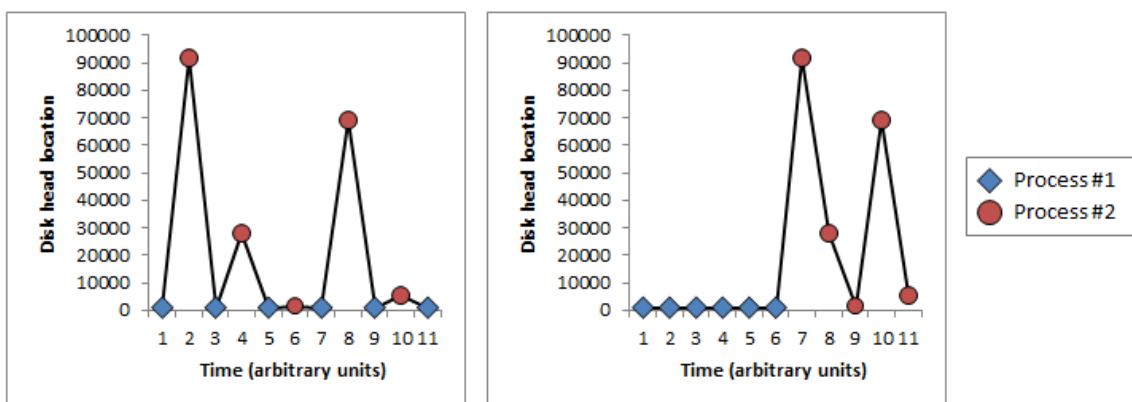 100000
90000
80000
70000
60000
50000
40000
30000
20000
10000
0
Disk head location
1 2 3 4 5 6 7 8 9 10 11
Time (arbitrary units)
100000
90000
80000
70000
60000
50000
40000
30000
20000
10000
0
Disk head location
1 2 3 4 5 6 7 8 9 10 11
Time (arbitrary units)
Process #1
Process #2